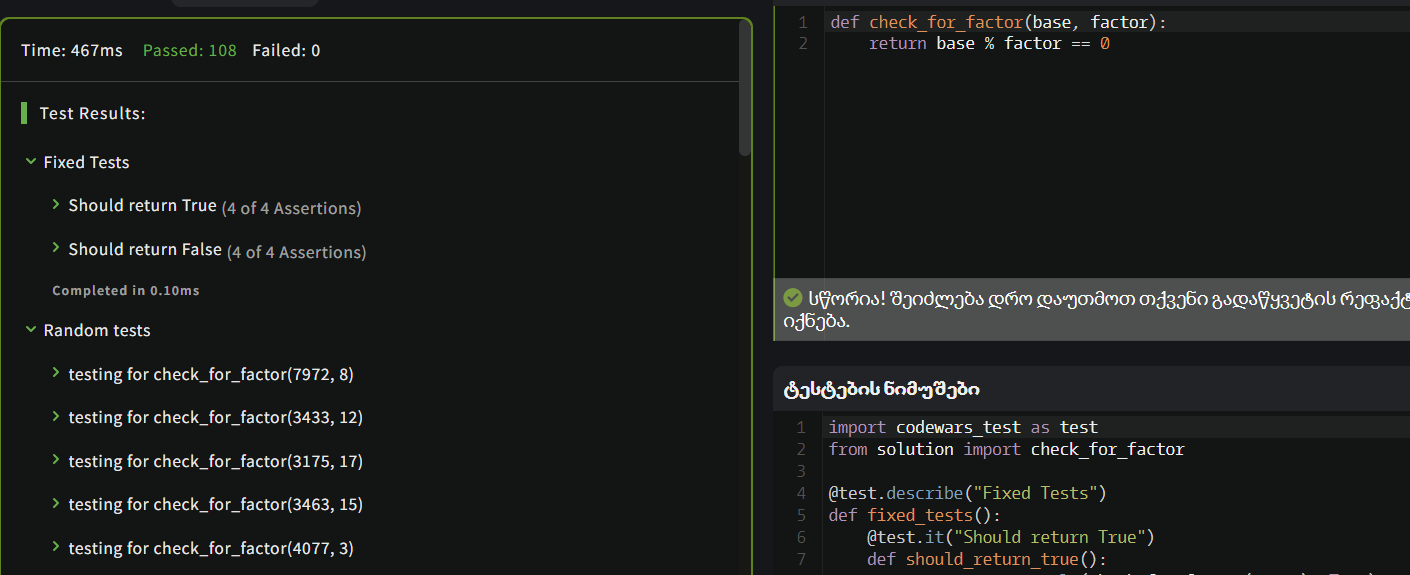 Time: 467ms Passed: 108 Failed: 0
Test Results:
Fixed Tests
Should return True (4 of 4 Assertions)
Should return False (4 of 4 Assertions)
Completed in 0.10ms
Random tests
testing for check_for_factor(7972, 8)
testing for check_for_factor(3433, 12)
testing for check_for_factor(3175, 17)
testing for check_for_factor(3463, 15)
testing for check_for_factor(4077, 3)
1 def check_for_factor(base, factor):
2 return base % factor == 0
სწორია! შეიძლება დრო დაუთმოთ თქვენი გადაწყვეტის რეფაქტ
იქნება.
ტესტების ნიმუშები
1 import codewars_test as test
2 from solution import check_for_factor
3
4 @test.describe("Fixed Tests")
5 def fixed_tests():
6 @test.it("Should return True")
7 def should_return_true():